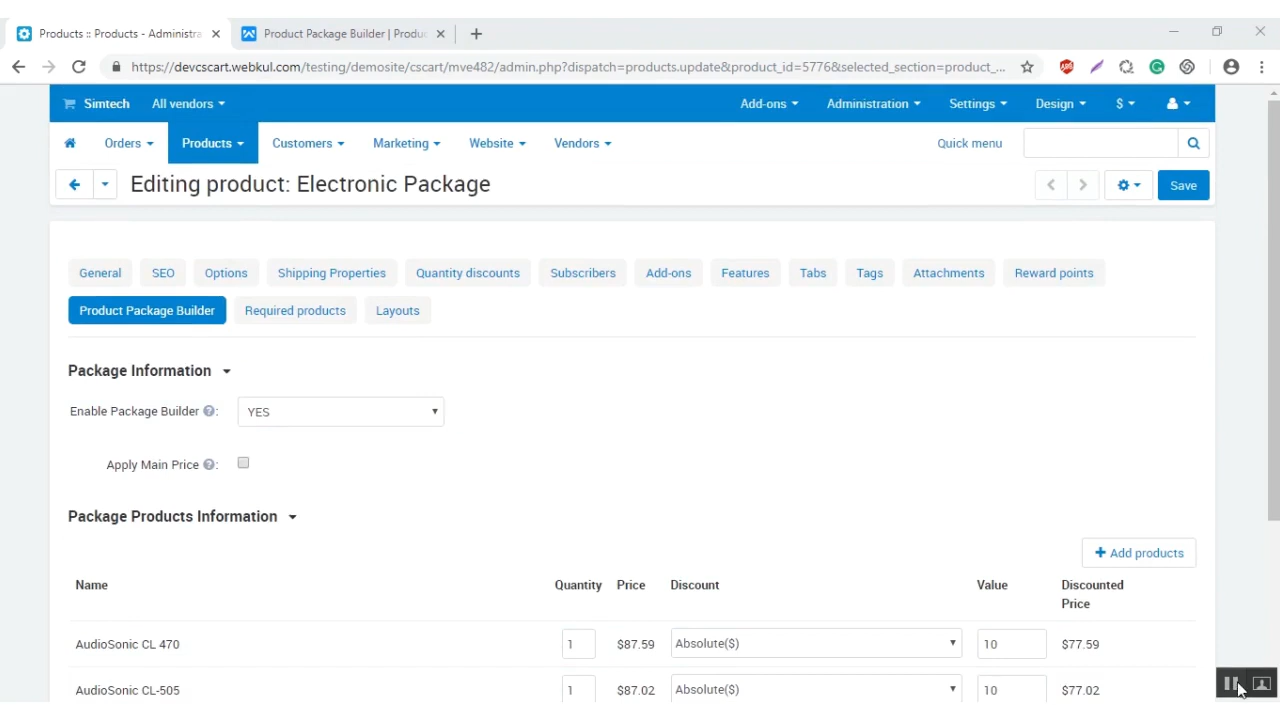 Products :: Products - Administra
Product Package Builder | Produc
https://devcscart.webkul.com/testing/demosite/cscart/mve482/admin.php?dispatch=products.update&product_id=5776&selected_section=product_...
Simtech All vendors Add-ons Administration Settings Design $
Orders Products Customers Marketing Website Vendors Quick menu
Editing product: Electronic Package Save
General SEO Options Shipping Properties Quantity discounts Subscribers Add-ons Features Tabs Tags Attachments Reward points
Product Package Builder Required products Layouts
Package Information
Enable Package Builder ?: YES
Apply Main Price ?:
Package Products Information
+ Add products
Name Quantity Price Discount Value Discounted Price
AudioSonic CL 470 1 $87.59 Absolute($) 10 $77.59
AudioSonic CL-505 1 $87.02 Absolute($) 10 $77.02